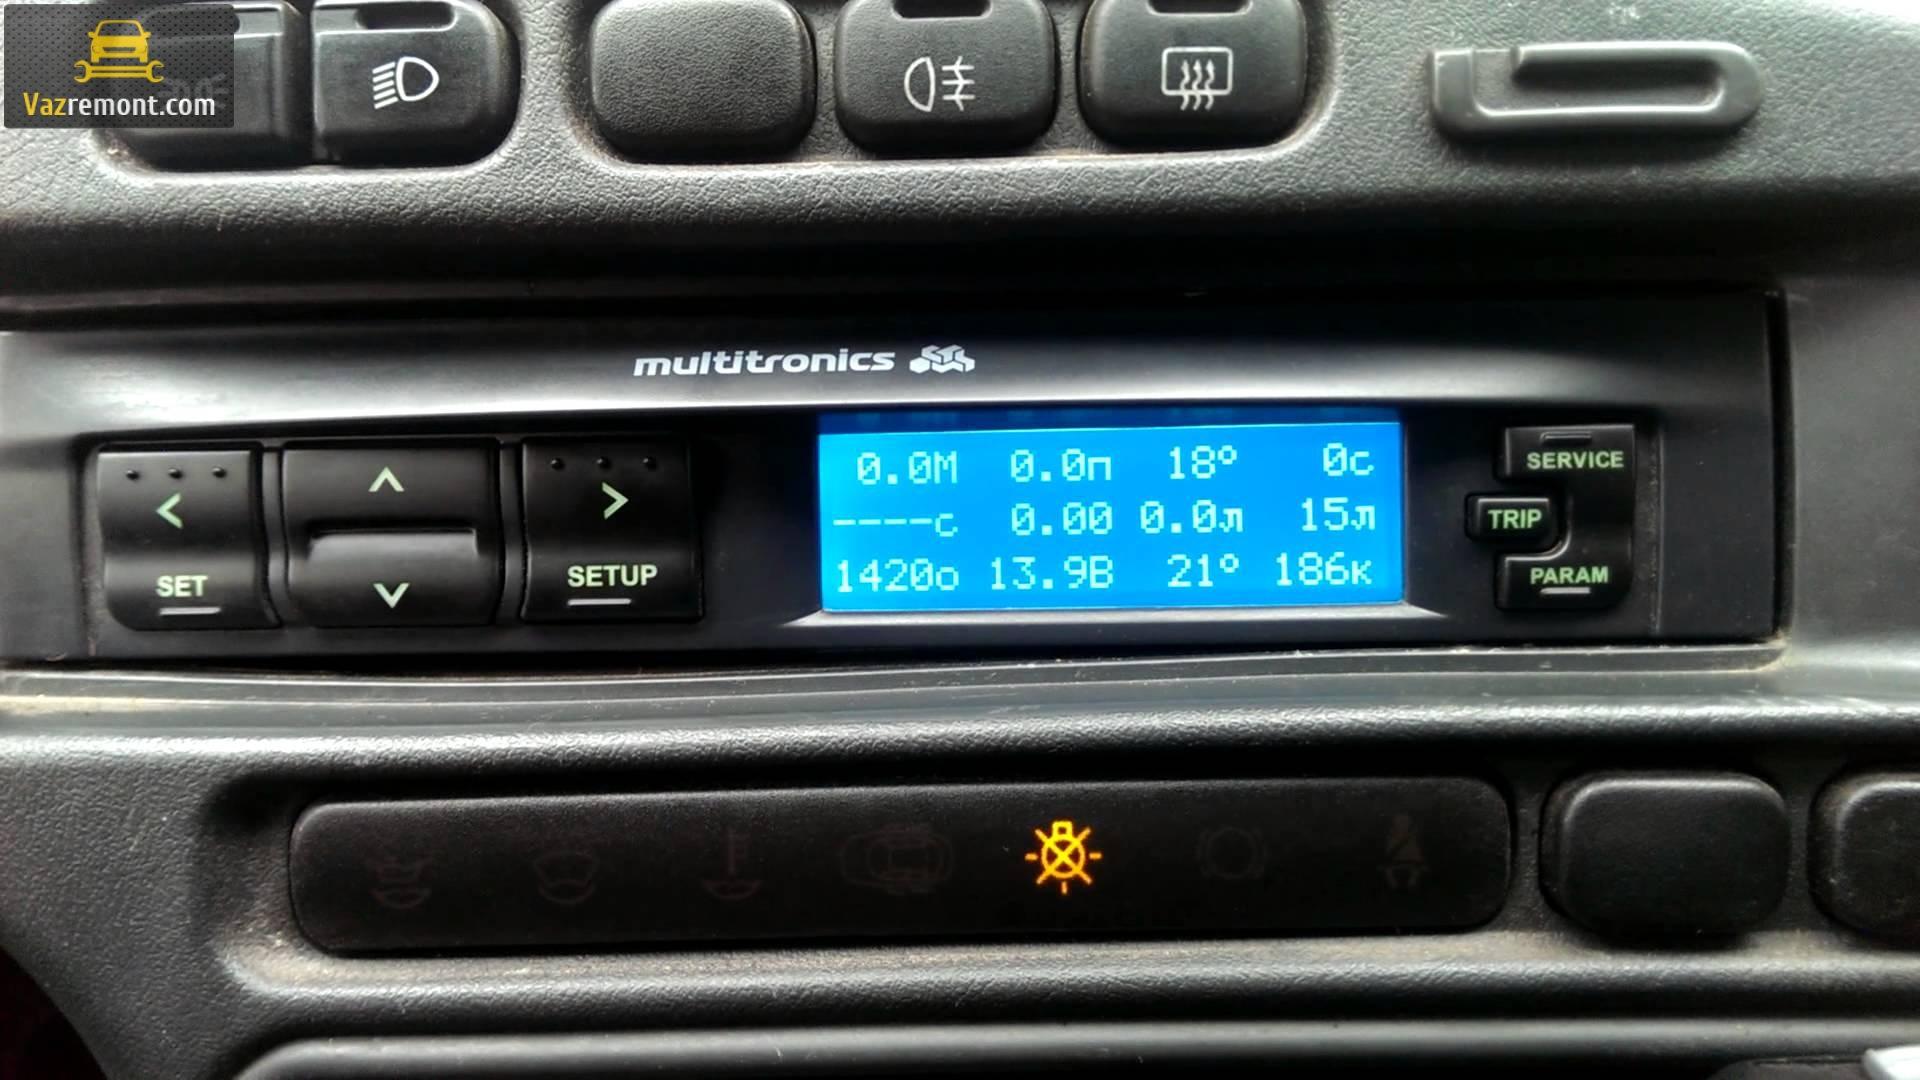 Vazremont.com
multitronics
0.0М 0.0п 18° 0с
----с 0.00 0.0л 15л
1420о 13.9В 21° 186к
SET
SETUP
SERVICE
TRIP
PARAM